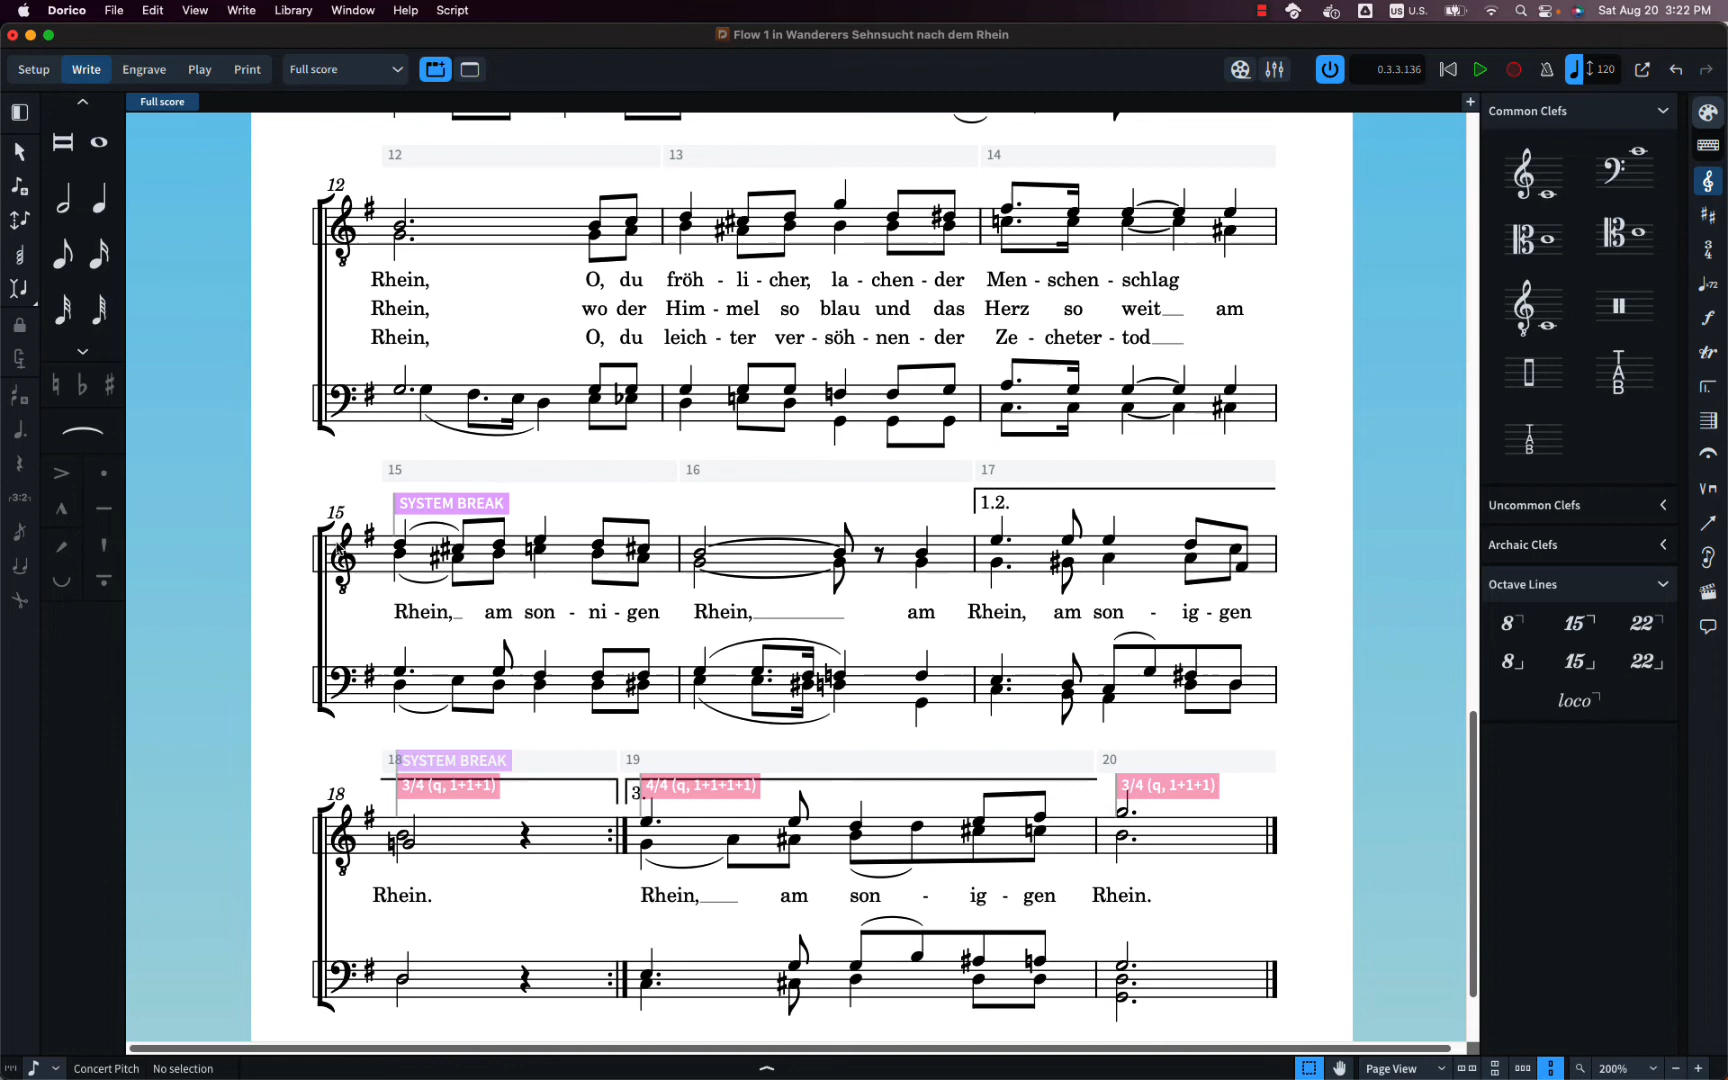 Dorico File Edit View Write Library Window Help Script U.S. Sat Aug 20 3:22 PM
Flow 1 in Wanderers Sehnsucht nach dem Rhein
Setup Write Engrave Play Print Full score 0.3.3.136 120
Full score
Common Clefs
12 13 14
12
Rhein, O, du fröh - li - cher, la - chen - der Men - schen - schlag
Rhein, wo der Him - mel so blau und das Herz so weit am
Rhein, O, du leich - ter ver - söh - nen - der Ze - cheter - tod
15 16 17
SYSTEM BREAK
1.2.
15
Rhein, am son - ni - gen Rhein, am Rhein, am son - ig - gen
18 SYSTEM BREAK 19 20
3/4 (q, 1+1+1) 3. 4/4 (q, 1+1+1+1) 3/4 (q, 1+1+1)
18
Rhein. Rhein, am son - ig - gen Rhein.
Uncommon Clefs
Archaic Clefs
Octave Lines
8 15 22
8 15 22
loco
Concert Pitch No selection Page View 200%